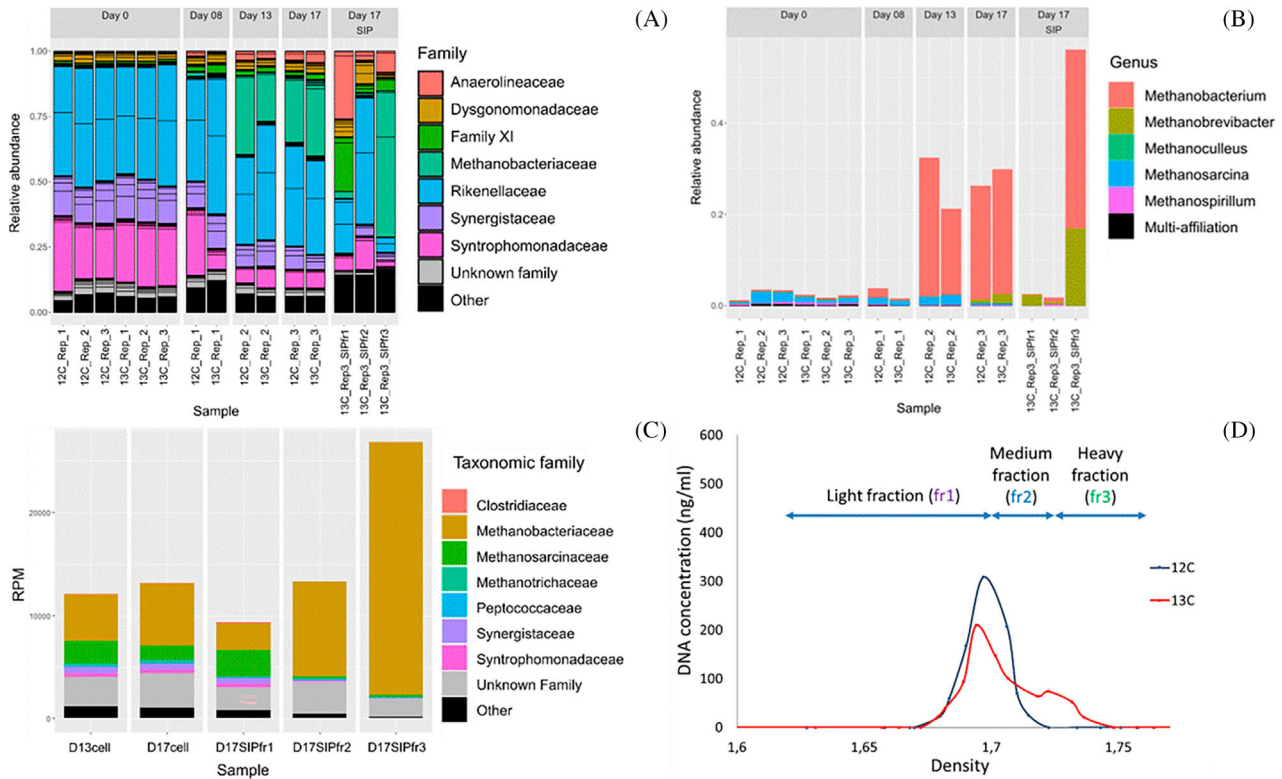 (A)
Day 0 Day 08 Day 13 Day 17 Day 17
SIP
Relative abundance
1.00
0.75
0.50
0.25
0.00
Family
Anaerolineaceae
Dysgonomonadaceae
Family XI
Methanobacteriaceae
Rikenellaceae
Synergistaceae
Syntrophomonadaceae
Unknown family
Other
12C_Rep_1
12C_Rep_2
12C_Rep_3
13C_Rep_1
13C_Rep_2
13C_Rep_3
12C_Rep_1
13C_Rep_1
12C_Rep_2
13C_Rep_2
12C_Rep_3
13C_Rep_3
13C_Rep3_SIPfr1
13C_Rep3_SIPfr2
13C_Rep3_SIPfr3
Sample
(B)
Day 0 Day 08 Day 13 Day 17 Day 17
SIP
Relative abundance
0.4
0.2
0.0
Genus
Methanobacterium
Methanobrevibacter
Methanoculleus
Methanosarcina
Methanospirillum
Multi-affiliation
12C_Rep_1
12C_Rep_2
12C_Rep_3
13C_Rep_1
13C_Rep_2
13C_Rep_3
12C_Rep_1
13C_Rep_1
12C_Rep_2
13C_Rep_2
12C_Rep_3
13C_Rep_3
13C_Rep3_SIPfr1
13C_Rep3_SIPfr2
13C_Rep3_SIPfr3
Sample
(C)
RPM
20000
10000
0
Taxonomic family
Clostridiaceae
Methanobacteriaceae
Methanosarcinaceae
Methanotrichaceae
Peptococcaceae
Synergistaceae
Syntrophomonadaceae
Unknown Family
Other
D13cell D17cell D17SIPfr1 D17SIPfr2 D17SIPfr3
Sample
(D)
DNA concentration (ng/ml)
600
500
400
300
200
100
0
Light fraction (fr1)
Medium
fraction
(fr2)
Heavy
fraction
(fr3)
12C
13C
1,6 1,65 1,7 1,75
Density